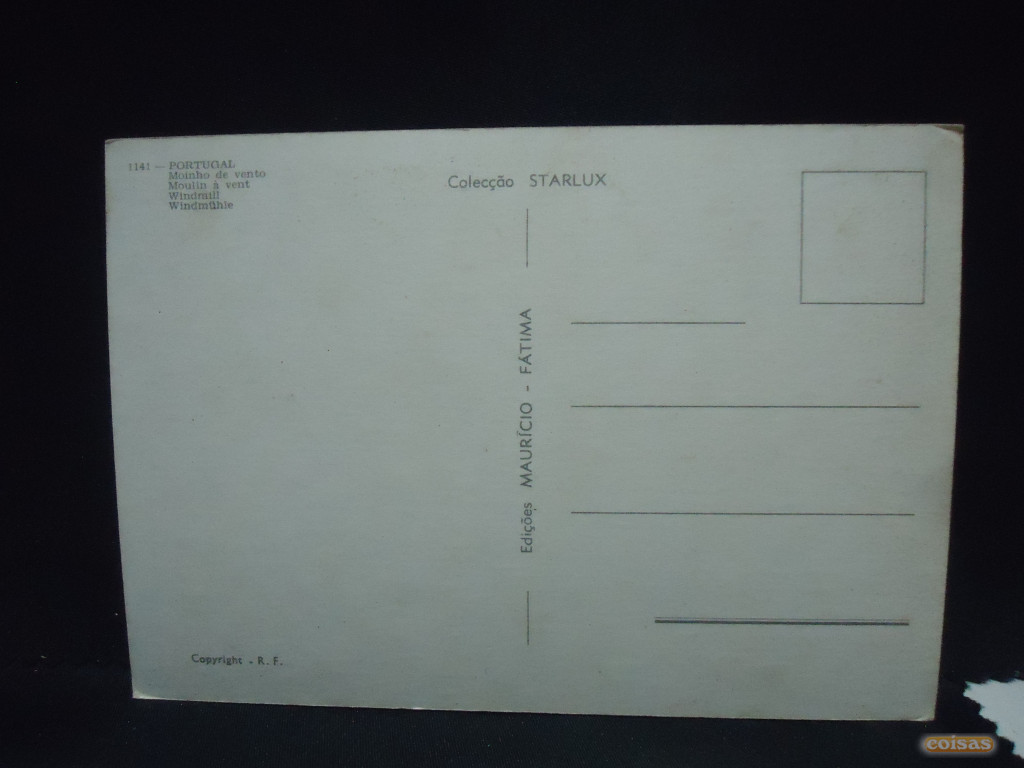 1141 — PORTUGAL
Moinho de vento
Moulin à vent
Windmill
Windmühle
Colecção STARLUX
Edições MAURÍCIO - FÁTIMA
Copyright - R. F.
coisas